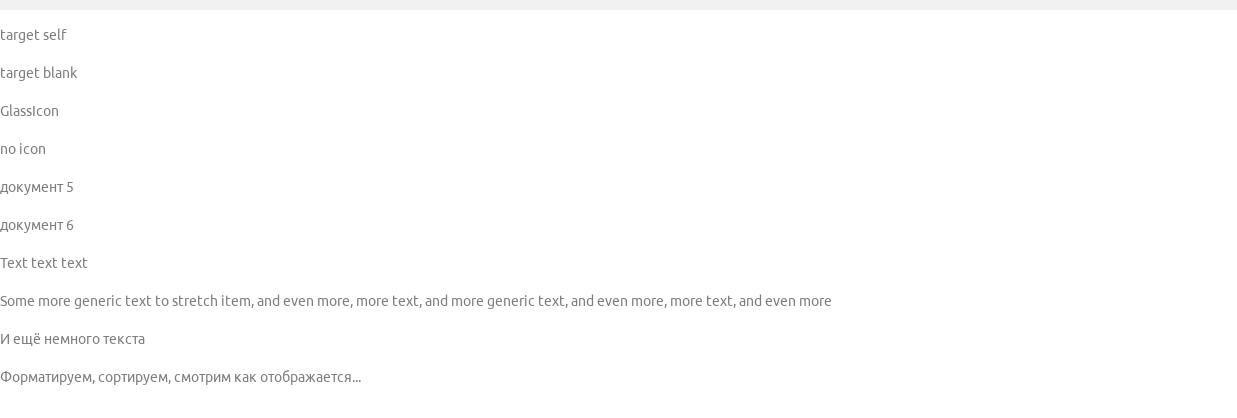 target self
target blank
GlassIcon
no icon
документ 5
документ 6
Text text text
Some more generic text to stretch item, and even more, more text, and more generic text, and even more, more text, and even more
И ещё немного текста
Форматируем, сортируем, смотрим как отображается...